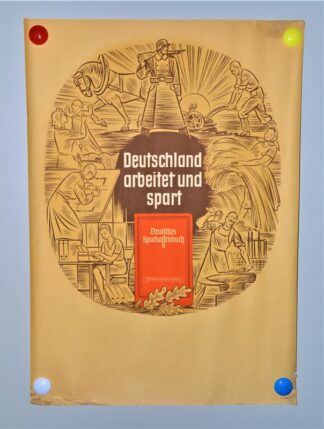 Deutschland
arbeitet und
spart
Deutsches
Sparkassenbuch